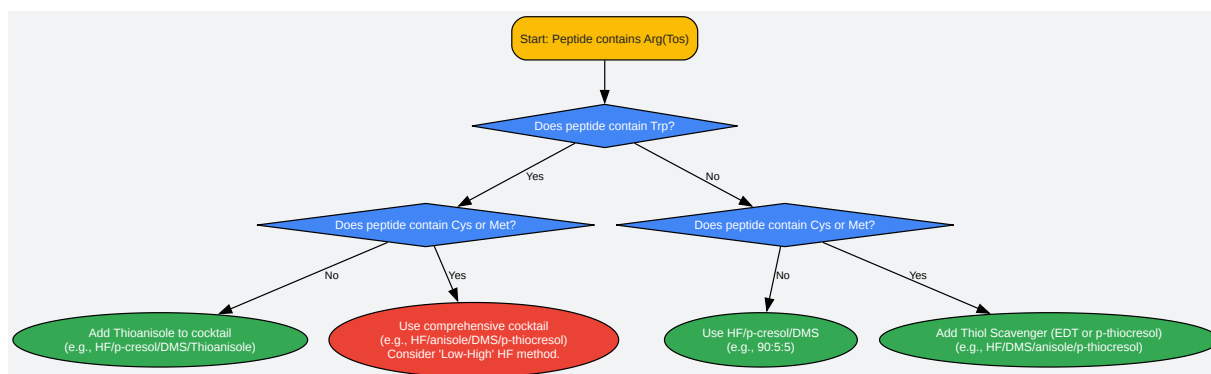 Start: Peptide contains Arg(Tos)
Does peptide contain Trp?
Yes
No
Does peptide contain Cys or Met?
Does peptide contain Cys or Met?
No
Yes
No
Yes
Add Thioanisole to cocktail
(e.g., HF/p-cresol/DMS/Thioanisole)
Use comprehensive cocktail
(e.g., HF/anisole/DMS/p-thiocresol)
Consider 'Low-High' HF method.
Use HF/p-cresol/DMS
(e.g., 90:5:5)
Add Thiol Scavenger (EDT or p-thiocresol)
(e.g., HF/DMS/anisole/p-thiocresol)